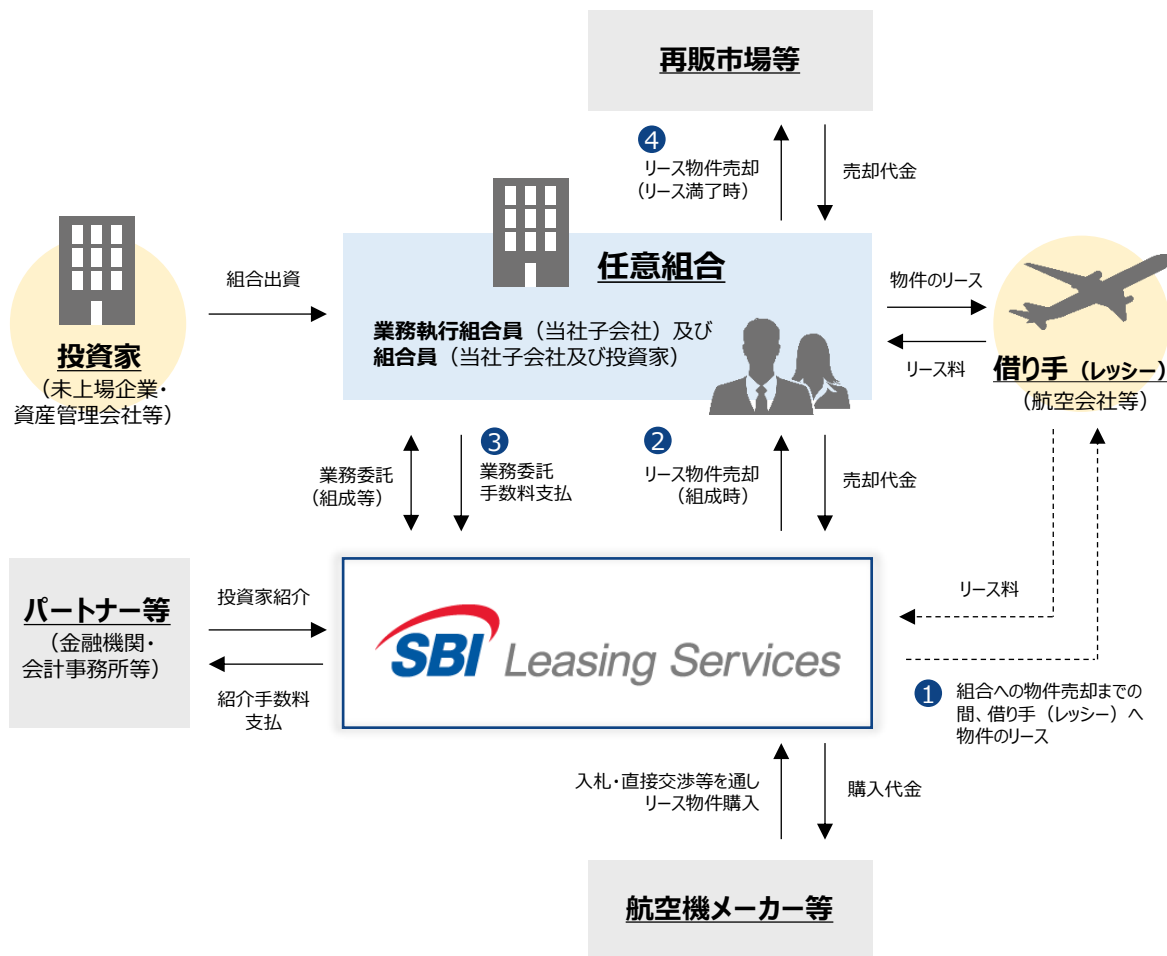 再販市場等
4
リース物件売却
(リース満了時)
売却代金
投資家
(未上場企業・
資産管理会社等)
組合出資
任意組合
業務執行組合員(当社子会社)及び
組合員(当社子会社及び投資家)
物件のリース
リース料
借り手(レッシー)
(航空会社等)
業務委託
(組成等)
3
業務委託
手数料支払
2
リース物件売却
(組成時)
売却代金
パートナー等
(金融機関・
会計事務所等)
投資家紹介
紹介手数料
支払
SBI Leasing Services
リース料
1
組合への物件売却までの
間、借り手(レッシー)へ
物件のリース
入札・直接交渉等を通し
リース物件購入
購入代金
航空機メーカー等